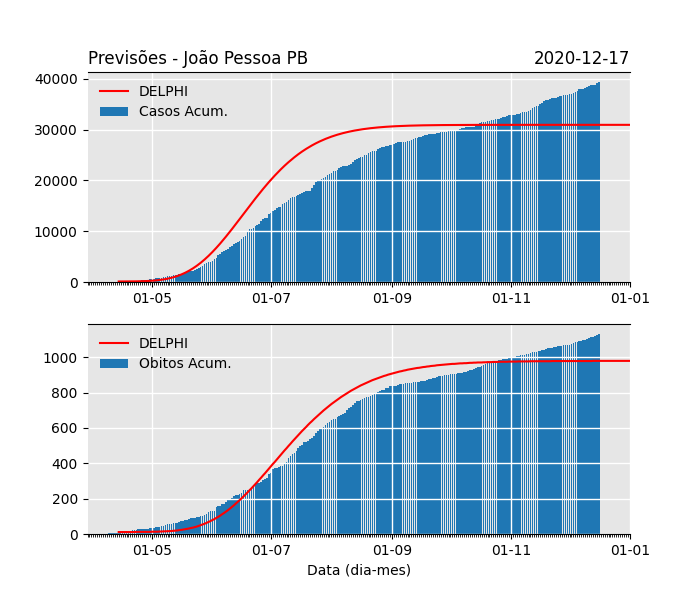 Previsões - João Pessoa PB 2020-12-17
40000
30000
20000
10000
0
DELPHI
Casos Acum.
01-05 01-07 01-09 01-11 01-01
1000
800
600
400
200
0
DELPHI
Obitos Acum.
01-05 01-07 01-09 01-11 01-01
Data (dia-mes)